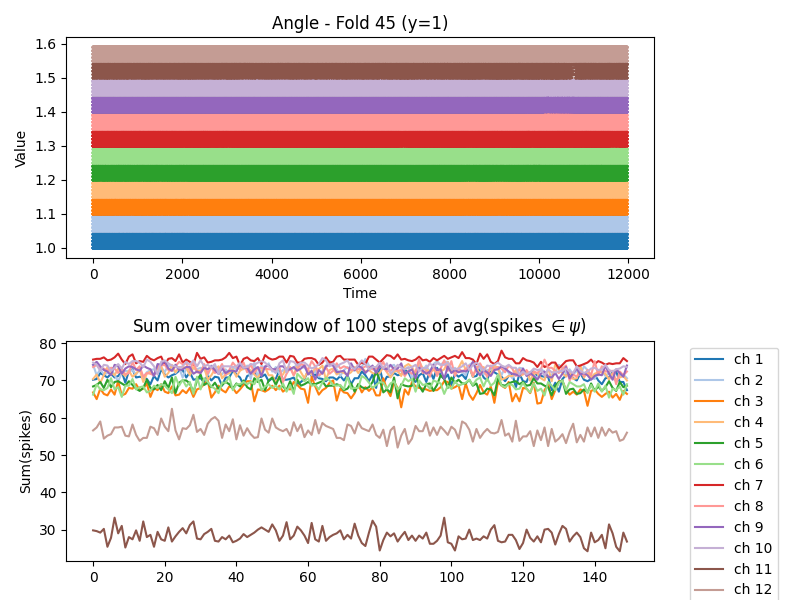 Angle - Fold 45 (y=1)
Value
1.6
1.5
1.4
1.3
1.2
1.1
1.0
0 2000 4000 6000 8000 10000 12000
Time
Sum over timewindow of 100 steps of avg(spikes ∈ψ)
Sum(spikes)
80
70
60
50
40
30
0 20 40 60 80 100 120 140
ch 1
ch 2
ch 3
ch 4
ch 5
ch 6
ch 7
ch 8
ch 9
ch 10
ch 11
ch 12